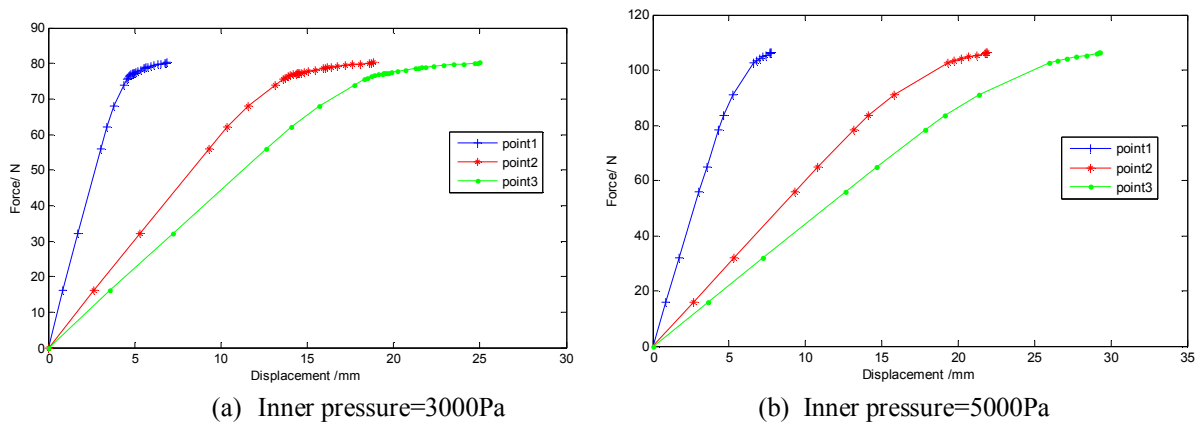 90
80
70
60
50
40
30
20
10
0
Force/ N
0 5 10 15 20 25 30
Displacement /mm
point1
point2
point3
(a) Inner pressure=3000Pa
120
100
80
60
40
20
0
Force/ N
0 5 10 15 20 25 30 35
Displacement /mm
point1
point2
point3
(b) Inner pressure=5000Pa